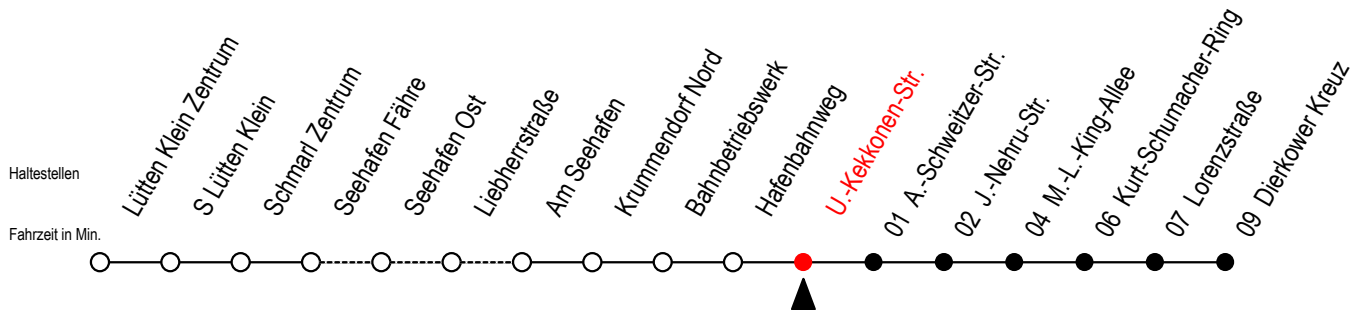 Haltestellen
Fahrzeit in Min.
Lütten Klein Zentrum
S Lütten Klein
Schmarl Zentrum
Seehafen Fähre
Seehafen Ost
Liebherrstraße
Am Seehafen
Krummendorf Nord
Bahnbetriebswerk
Hafenbahnweg
U.-Kekkonen-Str.
01 A.-Schweitzer-Str.
02 J.-Nehru-Str.
04 M.-L.-King-Allee
06 Kurt-Schumacher-Ring
07 Lorenzstraße
09 Dierkower Kreuz